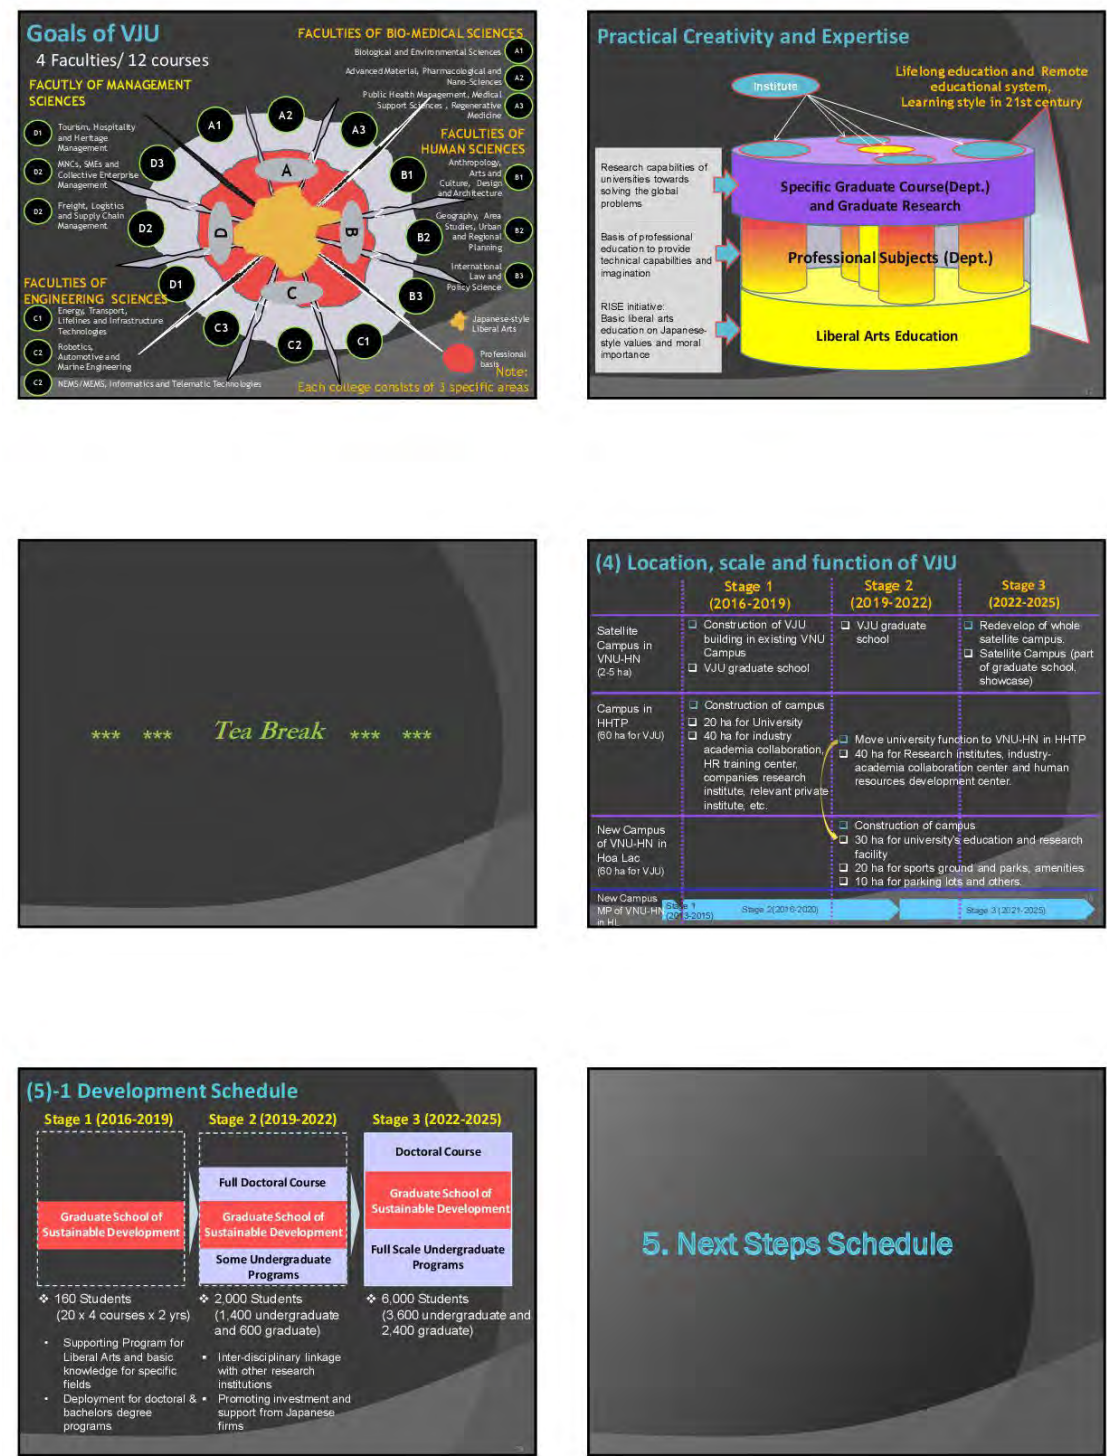 Goals of VJU
4 Faculties/ 12 courses
FACUTLY OF MANAGEMENT
SCIENCES
D1
Tourism, Hospitality
and Heritage
Management
D2
MNCs, SMEs and
Collective Enterprise
Management
D2
Freight, Logistics
and Supply Chain
Management
FACULTIES OF
ENGINEERING SCIENCES
C1
Energy, Transport,
Lifelines and Infrastructure
Technologies
C2
Robotics,
Automotive and
Marine Engineering
C2
NEMS/MEMS, Informatics and Telematic Technologies
A1
A2
A3
B1
B2
B3
C1
C2
C3
D1
D2
D3
A
B
C
D
FACULTIES OF BIO-MEDICAL SCIENCES
Biological and Environmental Sciences
A1
Advanced Material, Pharmacological and
Nano-Sciences
A2
Public Health Mapagement, Medical
Support Sciences , Regenerative
Medicine
A3
FACULTIES OF
HUMAN SCIENCES
Anthropology,
Arts and
Culture, Design
and Architecture
B1
Geography, Area
Studies, Urban
and Regional
Planning
B2
International
Law and
Policy Science
B3
Japanese-style
Liberal Arts
Professional
basis
Note:
Each college consists of 3 specific areas
Practical Creativity and Expertise
Institute
Lifelong education and Remote
educational system,
Learning style in 21st century
Research capabilities of
universities towards
solving the global
problems
Specific Graduate Course(Dept.)
and Graduate Research
Basis of professional
education to provide
technical capabilities and
imagination
Professional Subjects (Dept.)
RISE initiative:
Basic liberal arts
education on Japanese-
style values and moral
importance
Liberal Arts Education
*** *** Tea Break *** ***
(4) Location, scale and function of VJU
Stage 1
(2016-2019)
Stage 2
(2019-2022)
Stage 3
(2022-2025)
Satellite
Campus in
VNU-HN
(2-5 ha)
Construction of VJU
building in existing VNU
Campus
VJU graduate school
VJU graduate
school
Redevelop of whole
satellite campus.
Satellite Campus (part
of graduate school,
showcase)
Campus in
HHTP
(60 ha for VJU)
Construction of campus
20 ha for University
40 ha for industry
academia collaboration,
HR training center,
companies research
institute, relevant private
institute, etc.
Move university function to VNU-HN in HHTP
40 ha for Research institutes, industry-
academia collaboration center and human
resources development center.
New Campus
of VNU-HN in
Hoa Lac
(60 ha for VJU)
Construction of campus
30 ha for university's education and research
facility
20 ha for sports ground and parks, amenities
10 ha for parking lots and others.
New Campus
MP of VNU-HN
in HL
Stage 1
(2013-2015)
Stage 2(2016-2020)
Stage 3 (2021-2025)
(5)-1 Development Schedule
Stage 1 (2016-2019)
Stage 2 (2019-2022)
Stage 3 (2022-2025)
Graduate School of
Sustainable Development
Full Doctoral Course
Graduate School of
Sustainable Development
Some Undergraduate
Programs
Doctoral Course
Graduate School of
Sustainable Development
Full Scale Undergraduate
Programs
160 Students
(20 x 4 courses x 2 yrs)
• Supporting Program for
Liberal Arts and basic
knowledge for specific
fields
• Deployment for doctoral &
bachelors degree
programs
2,000 Students
(1,400 undergraduate
and 600 graduate)
• Inter-disciplinary linkage
with other research
institutions
• Promoting investment and
support from Japanese
firms
6,000 Students
(3,600 undergraduate and
2,400 graduate)
5. Next Steps Schedule